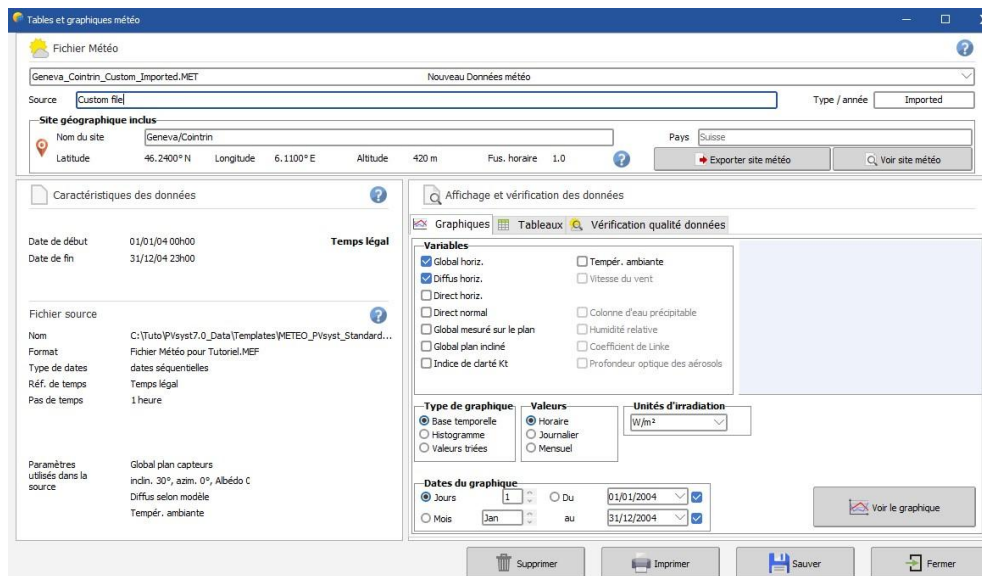 Tables et graphiques météo
Fichier Météo
Geneva_Cointrin_Custom_Imported.MET Nouveau Données météo
Source Custom file Type / année Imported
Site géographique inclus
Nom du site Geneva/Cointrin Pays Suisse
Latitude 46.2400° N Longitude 6.1100° E Altitude 420 m Fus. horaire 1.0
Exporter site météo Voir site météo
Caractéristiques des données
Date de début 01/01/04 00h00 Temps légal
Date de fin 31/12/04 23h00
Fichier source
Nom C:\Tuto\PVsyst7.0_Data\Templates\METEO_PVsyst_Standard...
Format Fichier Météo pour Tutoriel.MEF
Type de dates dates séquentielles
Réf. de temps Temps légal
Pas de temps 1 heure
Paramètres utilisés dans la source
Global plan capteurs
inclin. 30°, azim. 0°, Albédo 0
Diffus selon modèle
Tempér. ambiante
Affichage et vérification des données
Graphiques Tableaux Vérification qualité données
Variables
Global horiz. Tempér. ambiante
Diffus horiz. Vitesse du vent
Direct horiz.
Direct normal Colonne d'eau précipitable
Global mesuré sur le plan Humidité relative
Global plan incliné Coefficient de Linke
Indice de clarté Kt Profondeur optique des aérosols
Type de graphique Valeurs Unités d'irradiation
Base temporelle Horaire W/m²
Histogramme Journalier
Valeurs triées Mensuel
Dates du graphique
Jours 1 Du 01/01/2004
Mois Jan au 31/12/2004
Voir le graphique
Supprimer Imprimer Sauver Fermer